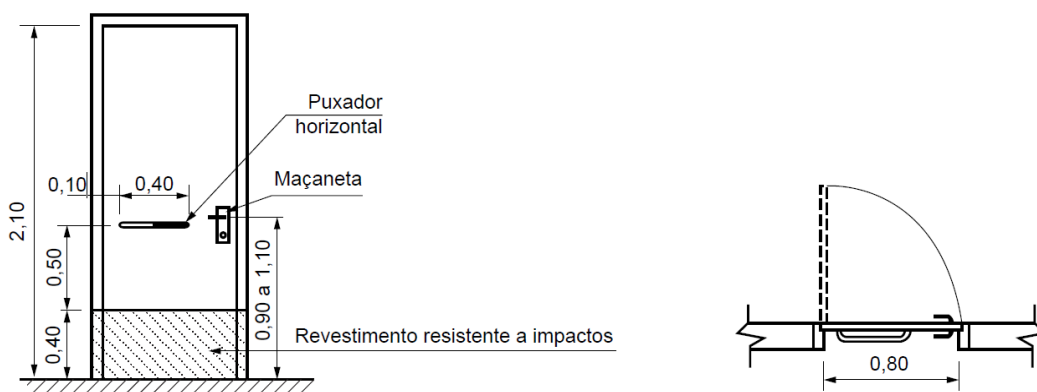 Puxador
horizontal
0,10
0,40
Maçaneta
2,10
0,50
0,90 a 1,10
0,40
Revestimento resistente a impactos
0,80